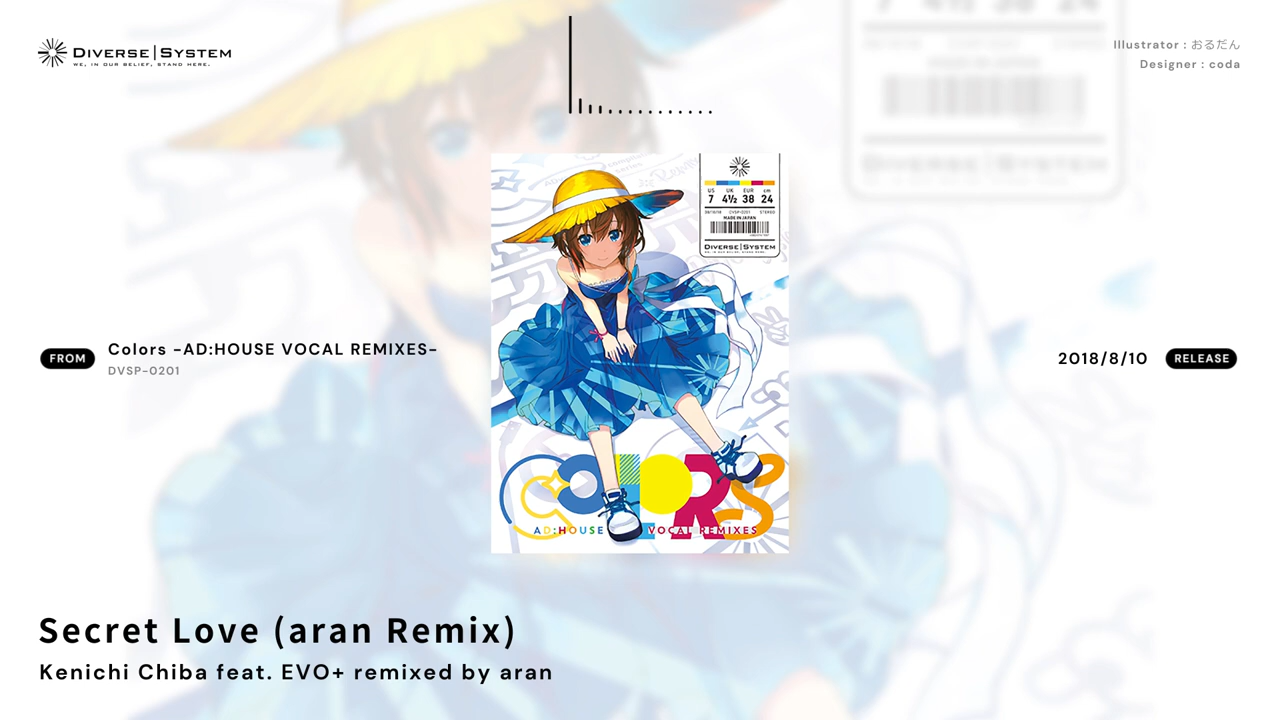 DIVERSE|SYSTEM
WE, IN OUR BELIEF, STAND HERE.
Illustrator : おるだん
Designer : coda
US UK EUR cm
7 4½ 38 24
DVSP-0201 STEREO
MADE IN JAPAN
DIVERSE|SYSTEM
FROM
Colors -AD:HOUSE VOCAL REMIXES-
DVSP-0201
2018/8/10 RELEASE
COLORS
AD:HOUSE VOCAL REMIXES
Secret Love (aran Remix)
Kenichi Chiba feat. EVO+ remixed by aran